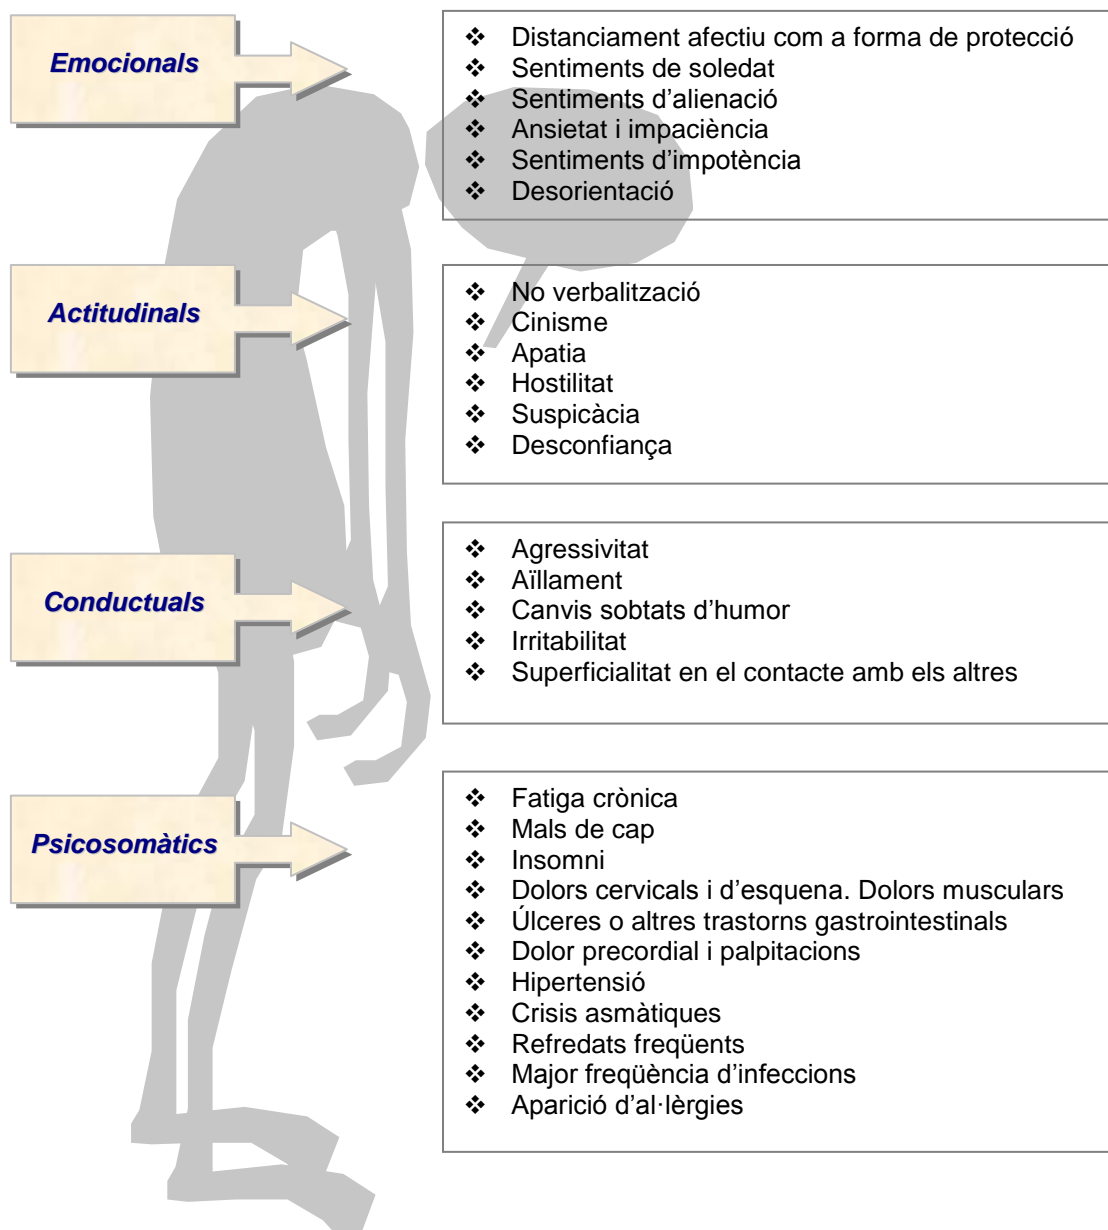 Emocionals
❖ Distanciament afectiu com a forma de protecció
❖ Sentiments de soledat
❖ Sentiments d’alienació
❖ Ansietat i impaciència
❖ Sentiments d’impotència
❖ Desorientació
Actitudinals
❖ No verbalització
❖ Cinisme
❖ Apatia
❖ Hostilitat
❖ Suspicàcia
❖ Desconfiança
Conductuals
❖ Agressivitat
❖ Aïllament
❖ Canvis sobtats d’humor
❖ Irritabilitat
❖ Superficialitat en el contacte amb els altres
Psicosomàtics
❖ Fatiga crònica
❖ Mals de cap
❖ Insomni
❖ Dolors cervicals i d’esquena. Dolors musculars
❖ Úlceres o altres trastorns gastrointestinals
❖ Dolor precordial i palpitacions
❖ Hipertensió
❖ Crisis asmàtiques
❖ Refredats freqüents
❖ Major freqüència d’infeccions
❖ Aparició d’al·lèrgies